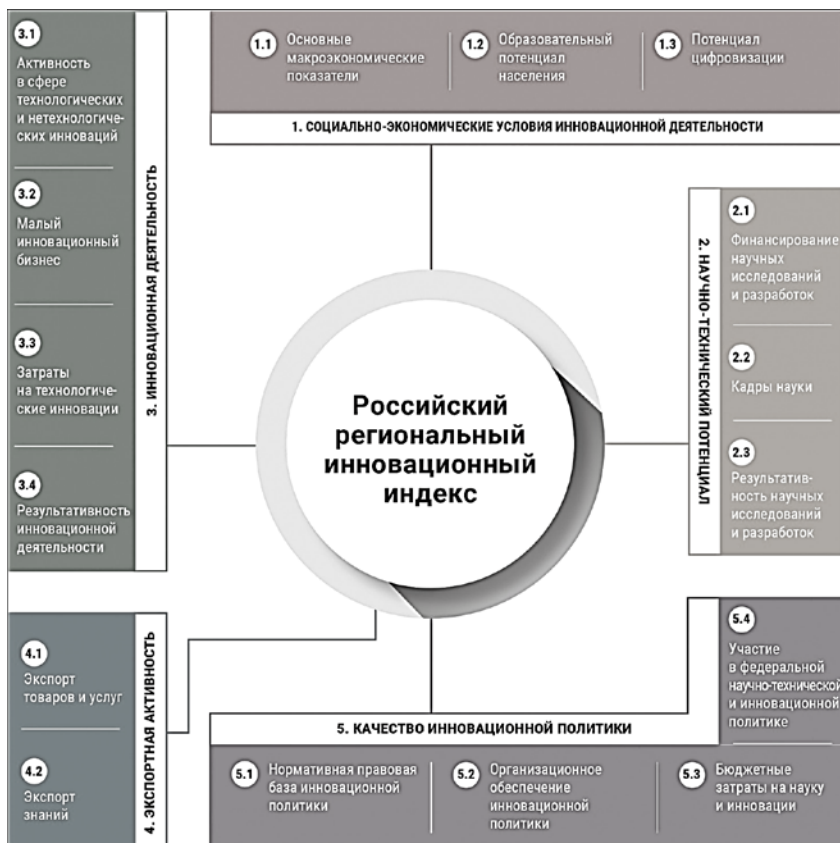 1.1
Основные
макроэкономические
показатели
1.2
Образовательный
потенциал
населения
1.3
Потенциал
цифровизации
1. СОЦИАЛЬНО-ЭКОНОМИЧЕСКИЕ УСЛОВИЯ ИННОВАЦИОННОЙ ДЕЯТЕЛЬНОСТИ
2. НАУЧНО-ТЕХНИЧЕСКИЙ ПОТЕНЦИАЛ
2.1
Финансирование
научных
исследований
и разработок
2.2
Кадры науки
2.3
Результатив-
ность научных
исследований
и разработок
3.1
Активность
в сфере
технологических
и нетехнологиче-
ских инноваций
3.2
Малый
инновационный
бизнес
3.3
Затраты
на технологиче-
ские инновации
3.4
Результативность
инновационной
деятельности
3. ИННОВАЦИОННАЯ ДЕЯТЕЛЬНОСТЬ
Российский
региональный
инновационный
индекс
4.1
Экспорт
товаров и услуг
4.2
Экспорт
знаний
4. ЭКСПОРТНАЯ АКТИВНОСТЬ
5. КАЧЕСТВО ИННОВАЦИОННОЙ ПОЛИТИКИ
5.1
Нормативная правовая
база инновационной
политики
5.2
Организационное
обеспечение
инновационной
политики
5.3
Бюджетные
затраты на науку
и инновации
5.4
Участие
в федеральной
научно-технической
и инновационной
политике